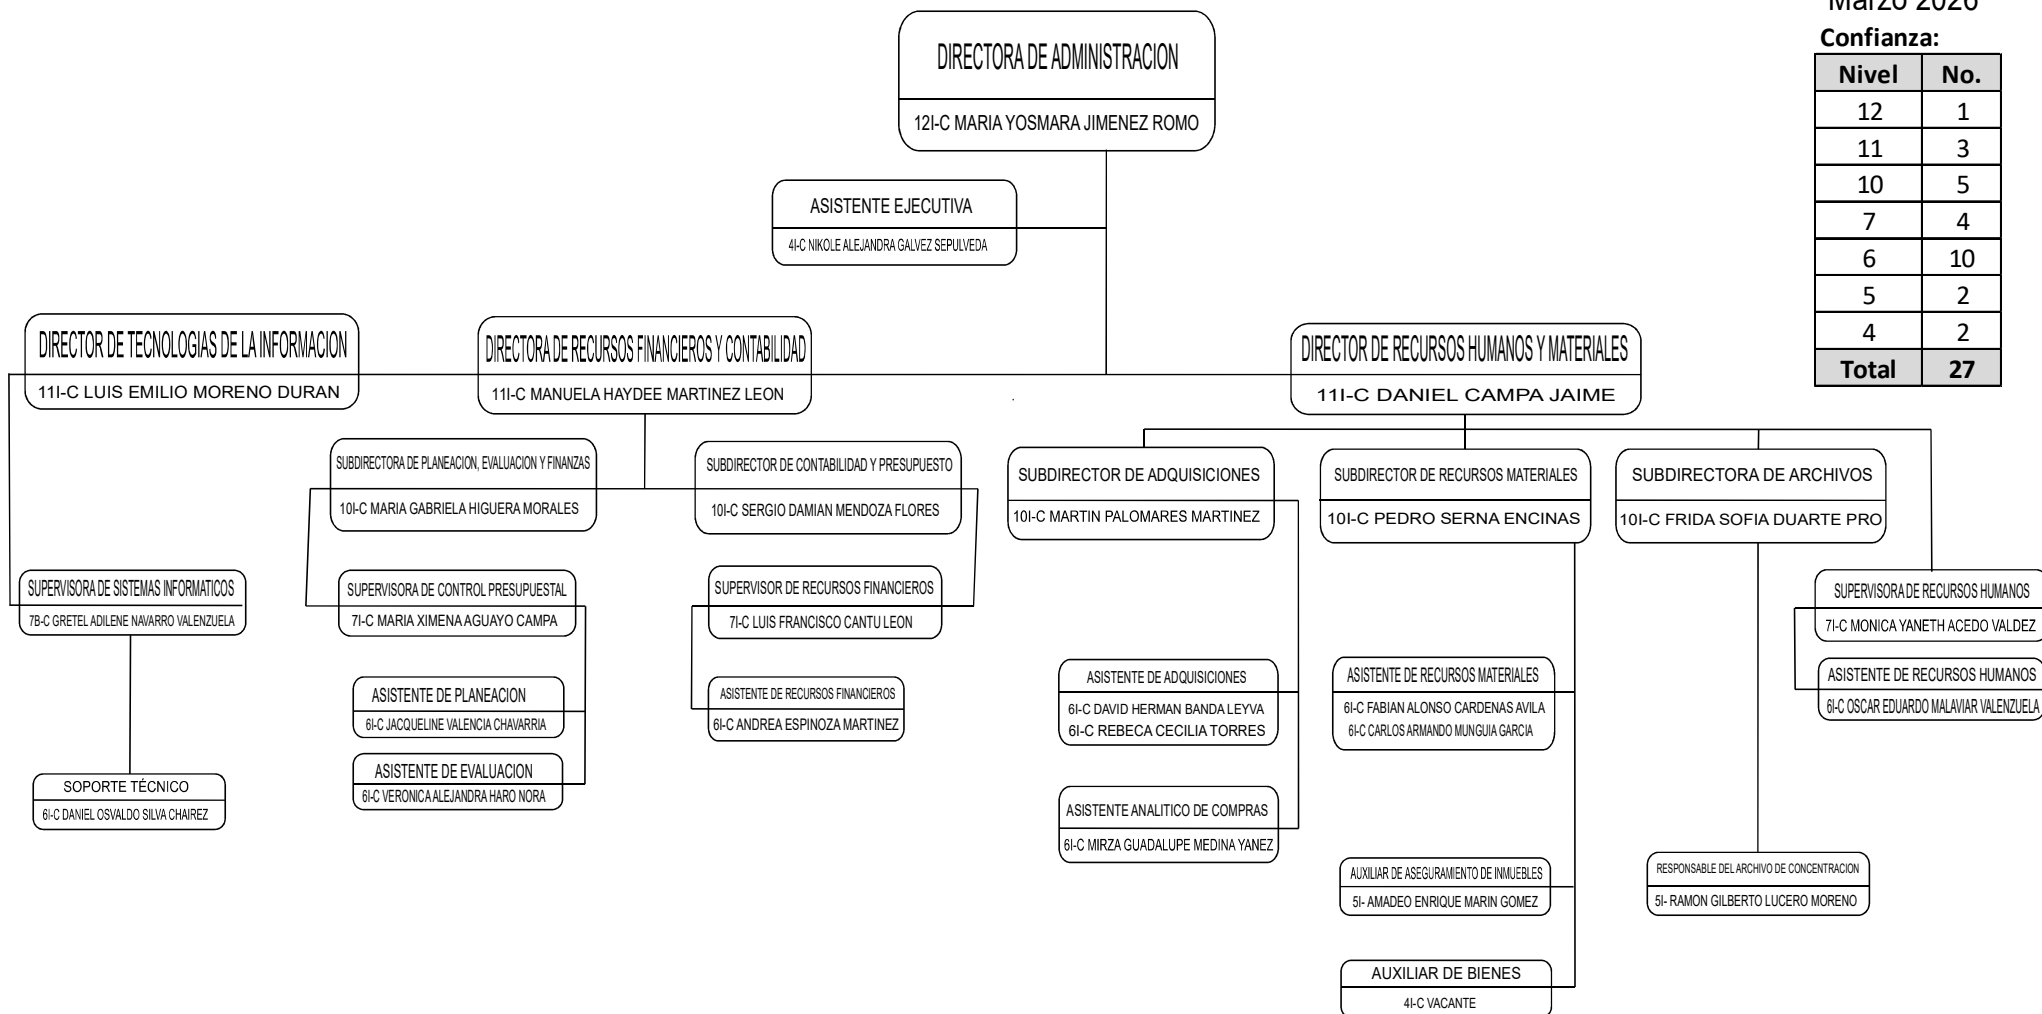 Marzo 2026
Confianza:
Nivel No.
12 1
11 3
10 5
7 4
6 10
5 2
4 2
Total 27
DIRECTORA DE ADMINISTRACION
12I-C MARIA YOSMARA JIMENEZ ROMO
ASISTENTE EJECUTIVA
4I-C NIKOLE ALEJANDRA GALVEZ SEPULVEDA
DIRECTOR DE TECNOLOGIAS DE LA INFORMACION
11I-C LUIS EMILIO MORENO DURAN
DIRECTORA DE RECURSOS FINANCIEROS Y CONTABILIDAD
11I-C MANUELA HAYDEE MARTINEZ LEON
DIRECTOR DE RECURSOS HUMANOS Y MATERIALES
11I-C DANIEL CAMPA JAIME
SUBDIRECTORA DE PLANEACION, EVALUACION Y FINANZAS
10I-C MARIA GABRIELA HIGUERA MORALES
SUBDIRECTOR DE CONTABILIDAD Y PRESUPUESTO
10I-C SERGIO DAMIAN MENDOZA FLORES
SUBDIRECTOR DE ADQUISICIONES
10I-C MARTIN PALOMARES MARTINEZ
SUBDIRECTOR DE RECURSOS MATERIALES
10I-C PEDRO SERNA ENCINAS
SUBDIRECTORA DE ARCHIVOS
10I-C FRIDA SOFIA DUARTE PRO
SUPERVISORA DE SISTEMAS INFORMATICOS
7B-C GRETEL ADILENE NAVARRO VALENZUELA
SUPERVISORA DE CONTROL PRESUPUESTAL
7I-C MARIA XIMENA AGUAYO CAMPA
SUPERVISOR DE RECURSOS FINANCIEROS
7I-C LUIS FRANCISCO CANTU LEON
SUPERVISORA DE RECURSOS HUMANOS
7I-C MONICA YANETH ACEDO VALDEZ
ASISTENTE DE PLANEACION
6I-C JACQUELINE VALENCIA CHAVARRIA
ASISTENTE DE RECURSOS FINANCIEROS
6I-C ANDREA ESPINOZA MARTINEZ
ASISTENTE DE ADQUISICIONES
6I-C DAVID HERMAN BANDA LEYVA
6I-C REBECA CECILIA TORRES
ASISTENTE DE RECURSOS MATERIALES
6I-C FABIAN ALONSO CARDENAS AVILA
6I-C CARLOS ARMANDO MUNGUIA GARCIA
ASISTENTE DE RECURSOS HUMANOS
6I-C OSCAR EDUARDO MALAVIAR VALENZUELA
ASISTENTE DE EVALUACION
6I-C VERONICA ALEJANDRA HARO NORA
SOPORTE TÉCNICO
6I-C DANIEL OSVALDO SILVA CHAIREZ
ASISTENTE ANALITICO DE COMPRAS
6I-C MIRZA GUADALUPE MEDINA YANEZ
AUXILIAR DE ASEGURAMIENTO DE INMUEBLES
5I- AMADEO ENRIQUE MARIN GOMEZ
RESPONSABLE DEL ARCHIVO DE CONCENTRACION
5I- RAMON GILBERTO LUCERO MORENO
AUXILIAR DE BIENES
4I-C VACANTE